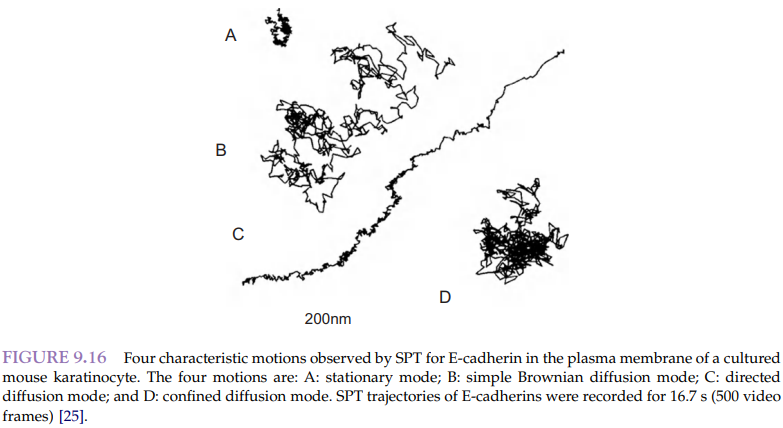 A
B
C
D
200nm
FIGURE 9.16 Four characteristic motions observed by SPT for E-cadherin in the plasma membrane of a cultured
mouse karatinocyte. The four motions are: A: stationary mode; B: simple Brownian diffusion mode; C: directed
diffusion mode; and D: confined diffusion mode. SPT trajectories of E-cadherins were recorded for 16.7 s (500 video
frames) [25].